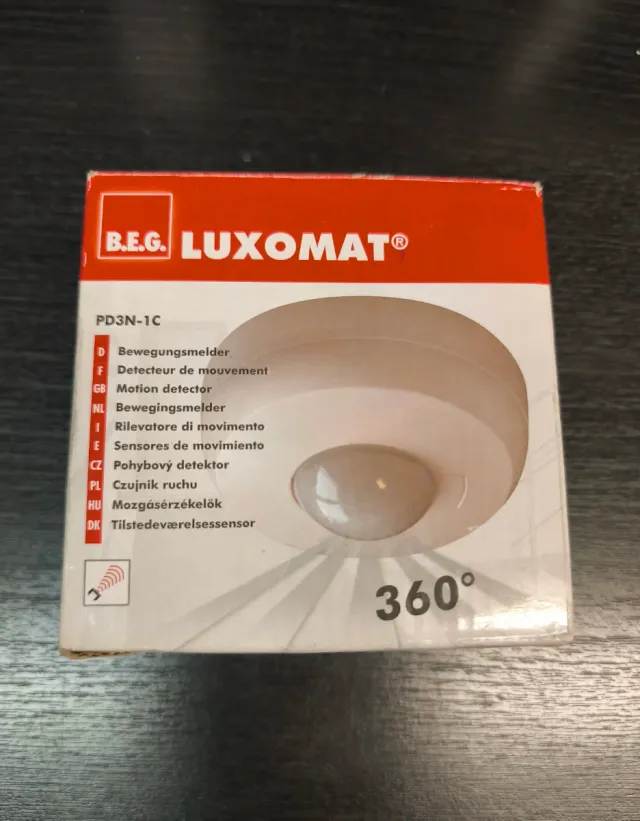 B.E.G. LUXOMAT®
PD3N-1C
D Bewegungsmelder
F Detecteur de mouvement
GB Motion detector
NL Bewegingsmelder
I Rilevatore di movimento
E Sensores de movimiento
CZ Pohybový detektor
PL Czujnik ruchu
HU Mozgásérzékelők
DK Tilstedeværelsessensor
360°